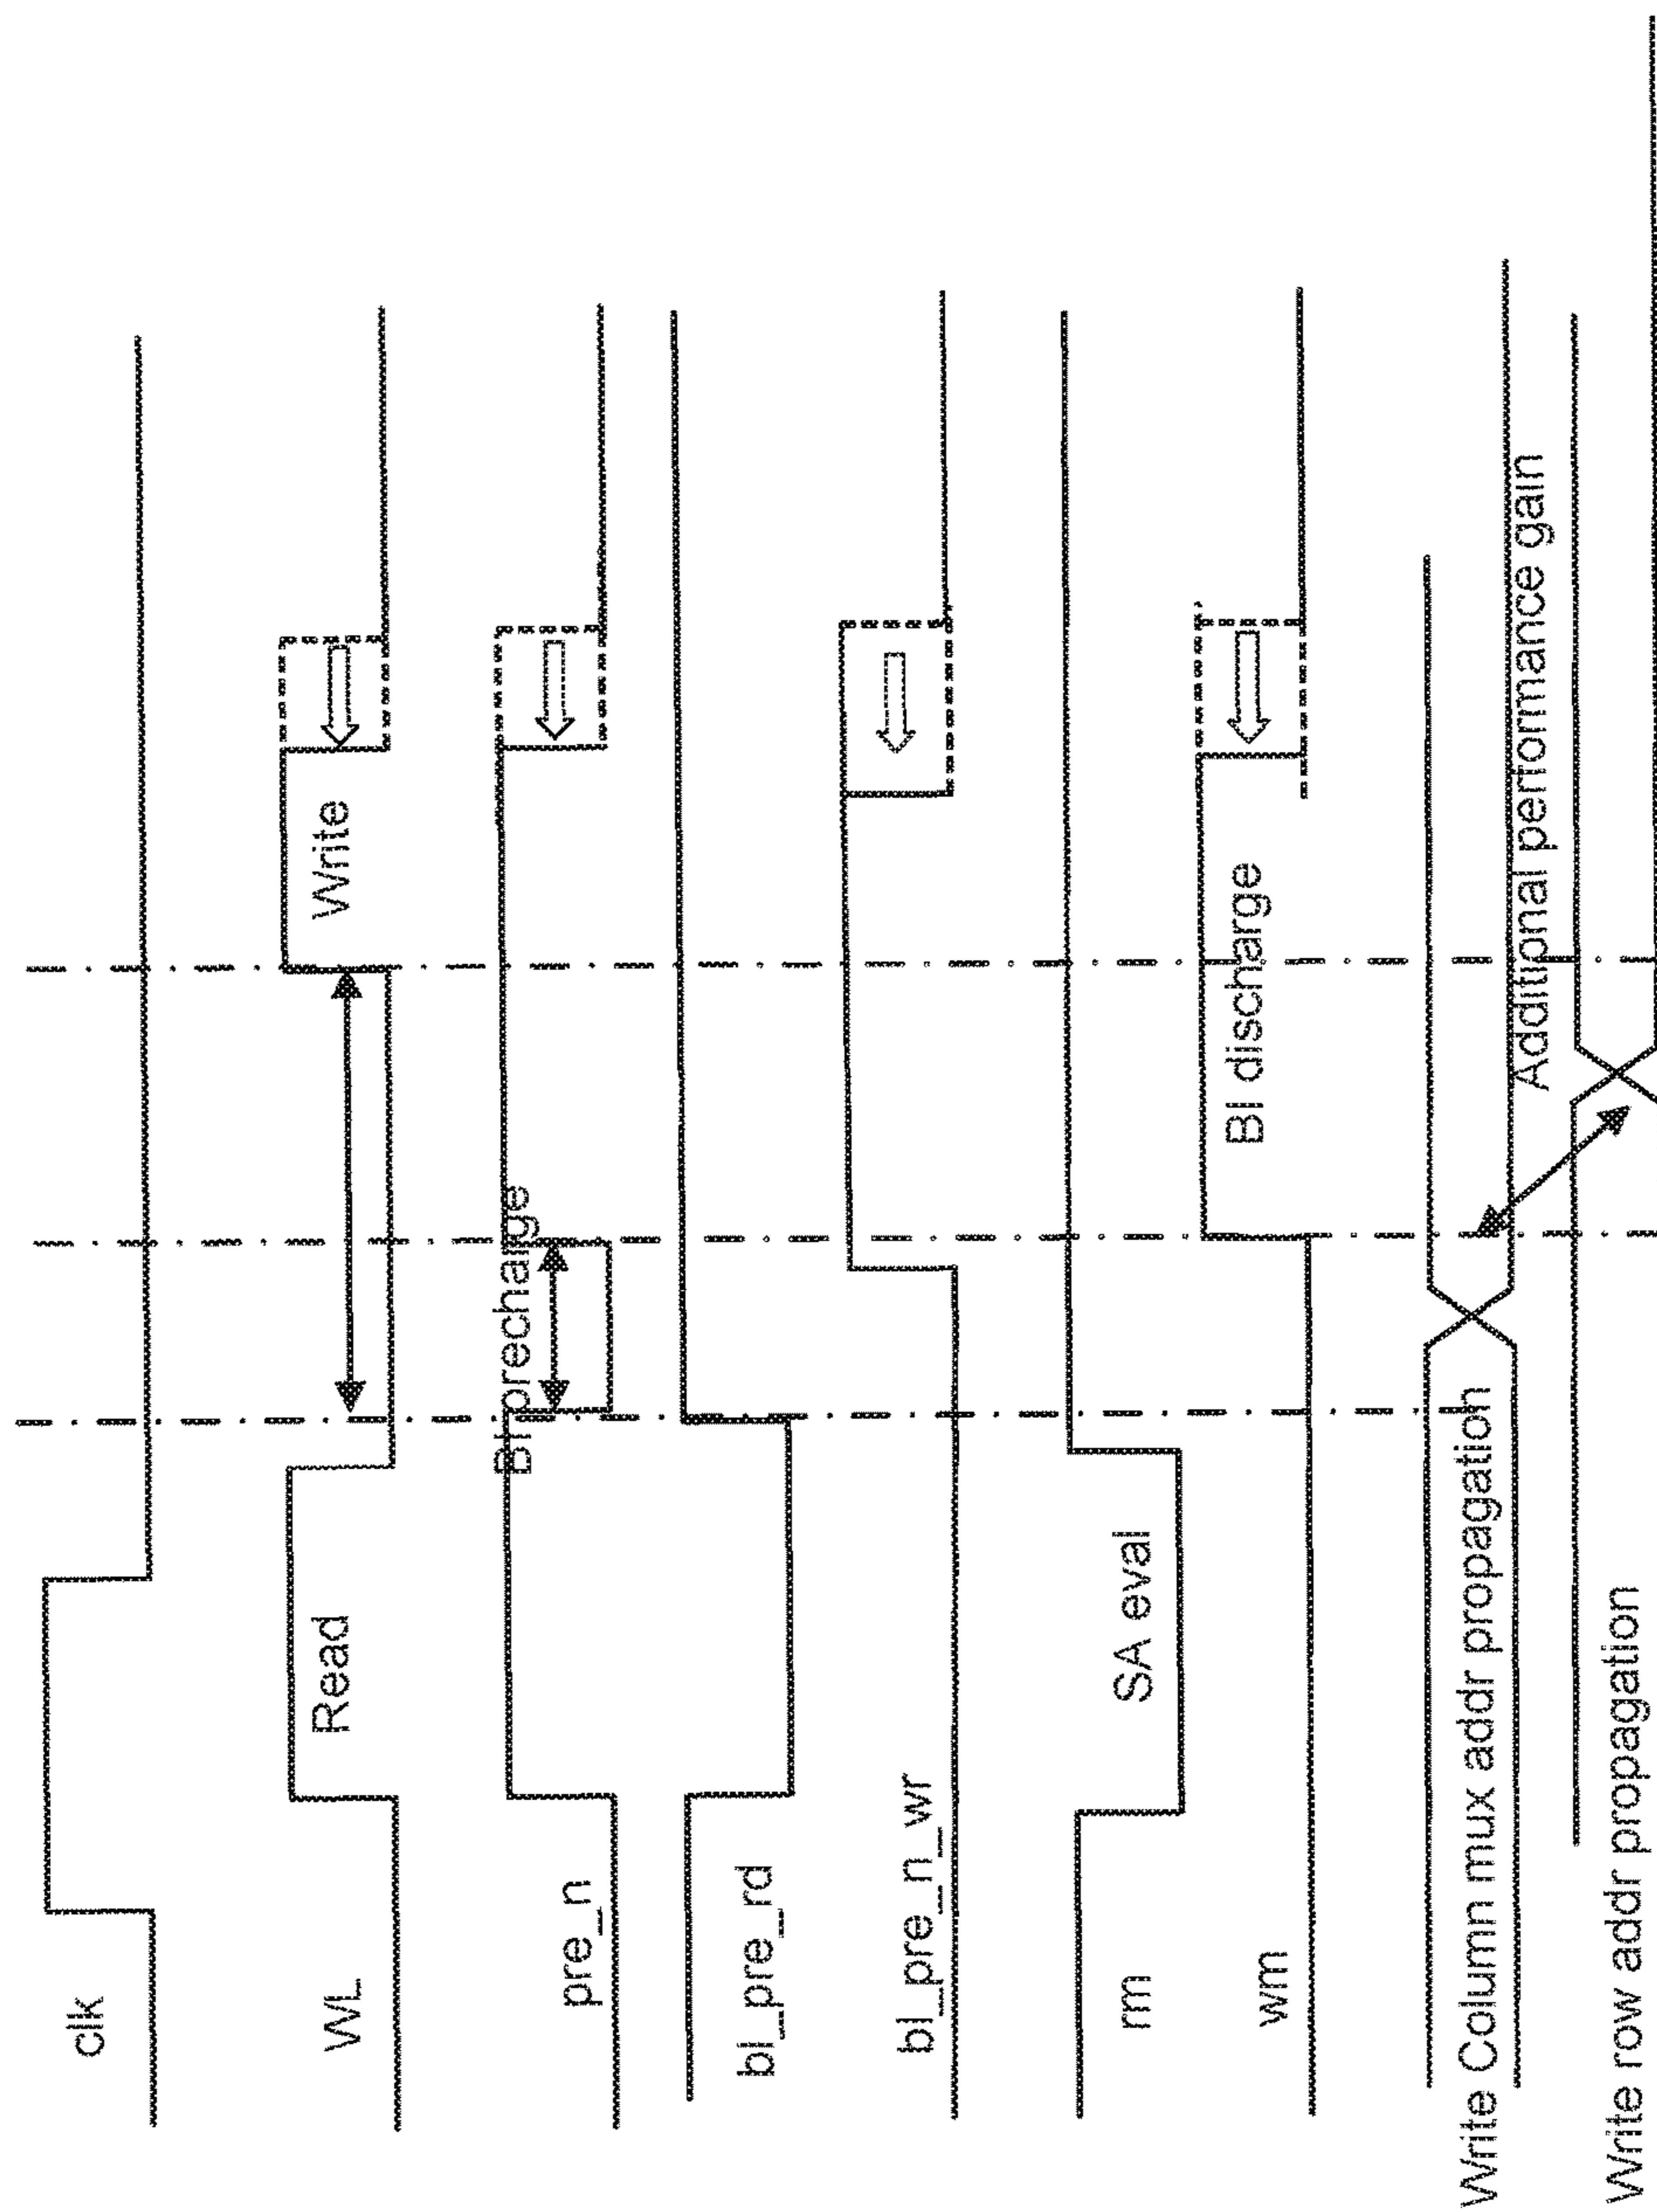 clk
WL
Read
Write
pre_n
Bl precharge
bl_pre_rd
bl_pre_n_wr
rm
SA eval
wm
Bl discharge
Write Column mux addr propagation
Additional performance gain
Write row addr propagation